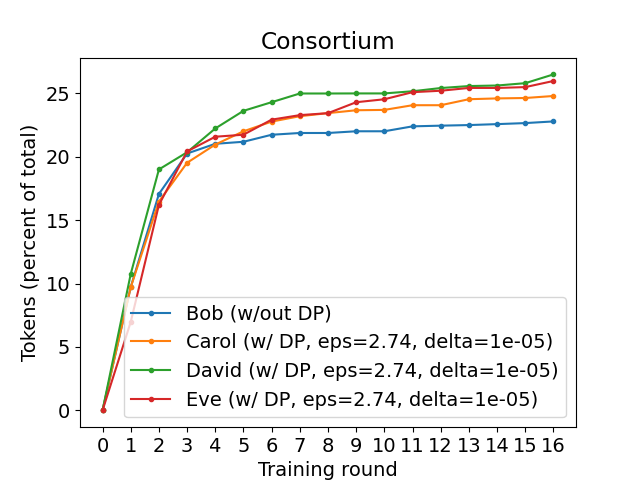 Consortium
Tokens (percent of total)
25
20
15
10
5
0
Bob (w/out DP)
Carol (w/ DP, eps=2.74, delta=1e-05)
David (w/ DP, eps=2.74, delta=1e-05)
Eve (w/ DP, eps=2.74, delta=1e-05)
0 1 2 3 4 5 6 7 8 9 10 11 12 13 14 15 16
Training round